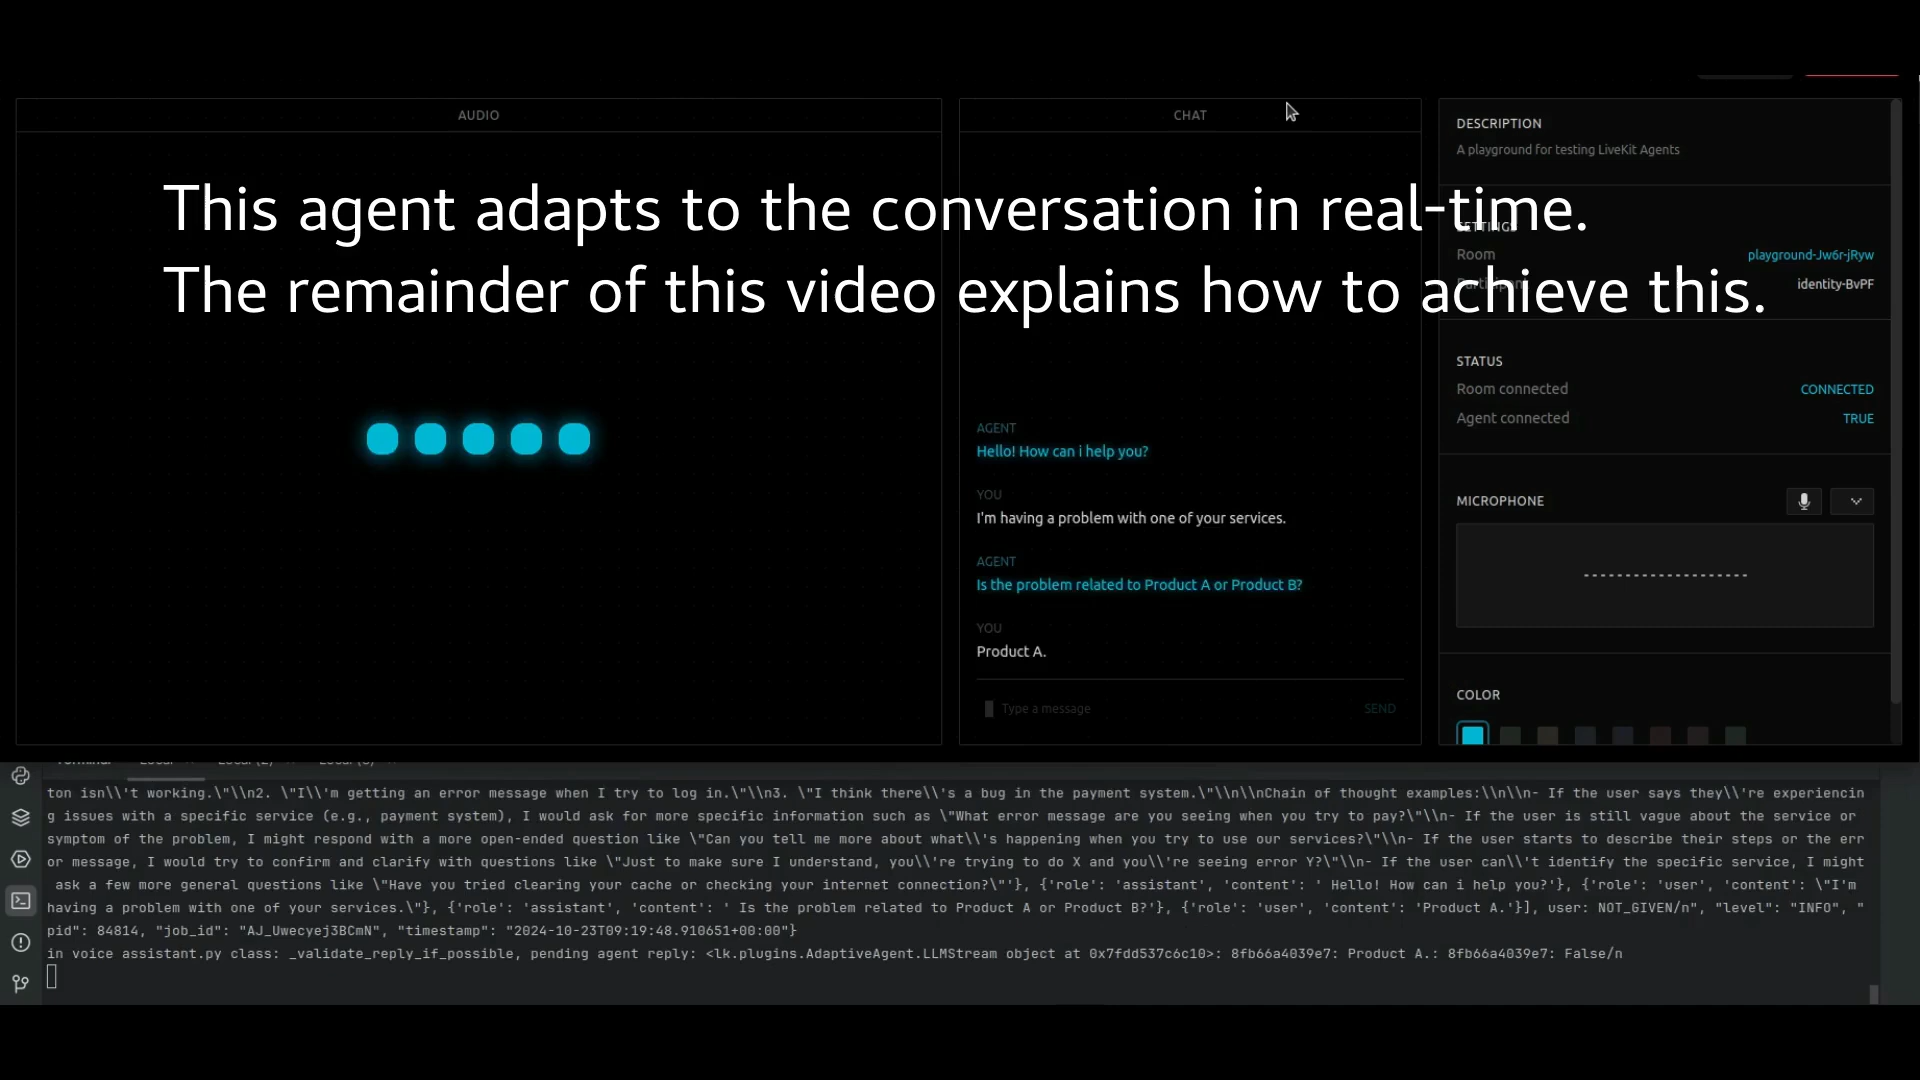 AUDIO
CHAT
DESCRIPTION
A playground for testing LiveKit Agents
This agent adapts to the conversation in real-time.
The remainder of this video explains how to achieve this.
SETTINGS
Room
playground-Jw6r-jRyw
Participant
identity-BvPF
STATUS
Room connected
CONNECTED
Agent connected
TRUE
AGENT
Hello! How can i help you?
YOU
I'm having a problem with one of your services.
AGENT
Is the problem related to Product A or Product B?
YOU
Product A.
Type a message
SEND
MICROPHONE
COLOR
ton isn\\'t working.\"\\n2. \"I\\'m getting an error message when I try to log in.\"\\n3. \"I think there\\'s a bug in the payment system.\"\\n\\nChain of thought examples:\\n\\n- If the user says they\\'re experiencin
g issues with a specific service (e.g., payment system), I would ask for more specific information such as \"What error message are you seeing when you try to pay?\"\\n- If the user is still vague about the service or
symptom of the problem, I might respond with a more open-ended question like \"Can you tell me more about what\\'s happening when you try to use our services?\"\\n- If the user starts to describe their steps or the err
or message, I would try to confirm and clarify with questions like \"Just to make sure I understand, you\\'re trying to do X and you\\'re seeing error Y?\"\\n- If the user can\\'t identify the specific service, I might
ask a few more general questions like \"Have you tried clearing your cache or checking your internet connection?\"'}, {'role': 'assistant', 'content': ' Hello! How can i help you?'}, {'role': 'user', 'content': \"I'm
having a problem with one of your services.\"}, {'role': 'assistant', 'content': ' Is the problem related to Product A or Product B?'}, {'role': 'user', 'content': 'Product A.'}], user: NOT_GIVEN/n", "level": "INFO", "
pid": 84814, "job_id": "AJ_Uwecyej3BCmN", "timestamp": "2024-10-23T09:19:48.910651+00:00"}
in voice assistant.py class: _validate_reply_if_possible, pending agent reply: <lk.plugins.AdaptiveAgent.LLMStream object at 0x7fdd537c6c10>: 8fb66a4039e7: Product A.: 8fb66a4039e7: False/n